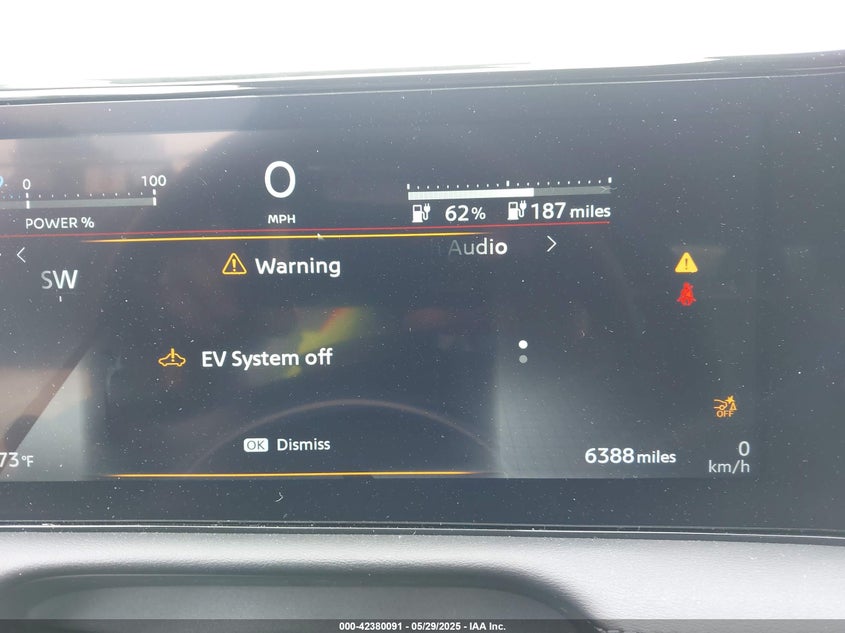 0 100
POWER %
0
MPH
62% 187 miles
Audio
SW
Warning
EV System off
OK Dismiss
73°F
6388 miles
0
km/h
OFF
000-42380091 - 05/29/2025 - IAA Inc.